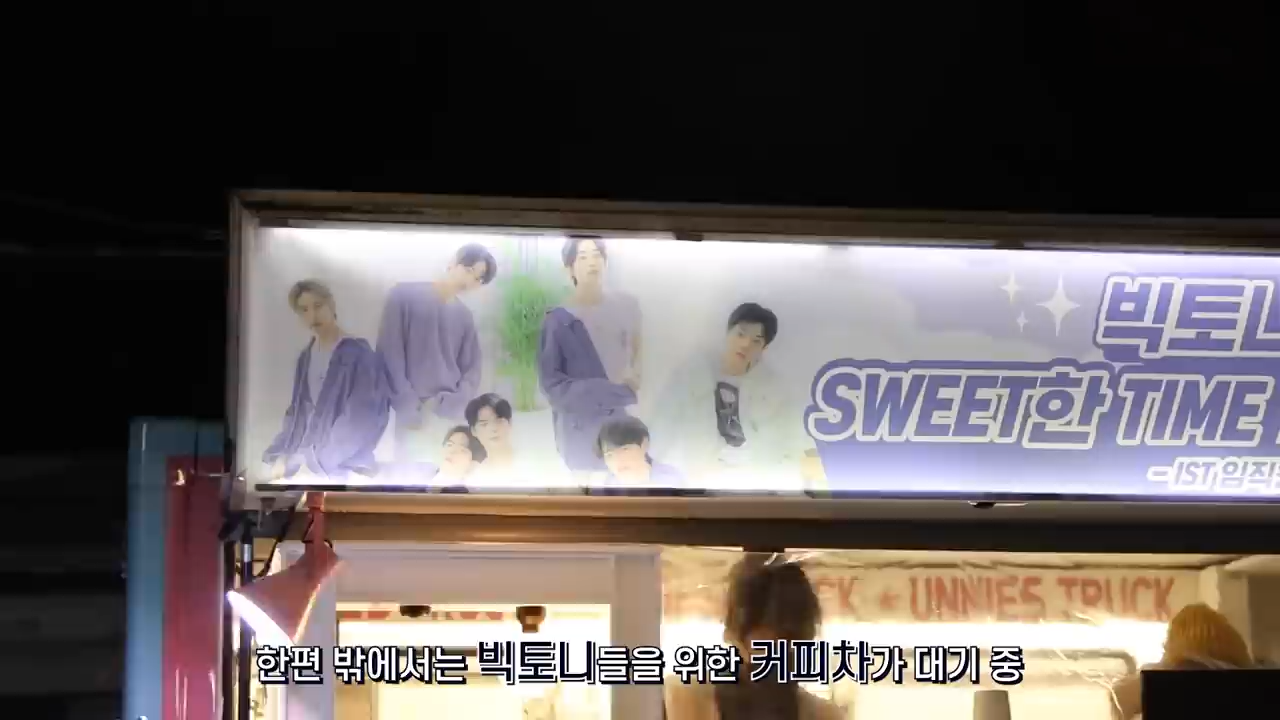 빅토니
SWEET한 TIME
- IST 임직원
UNNIES TRUCK
한편 밖에서는 빅토니들을 위한 커피차가 대기 중